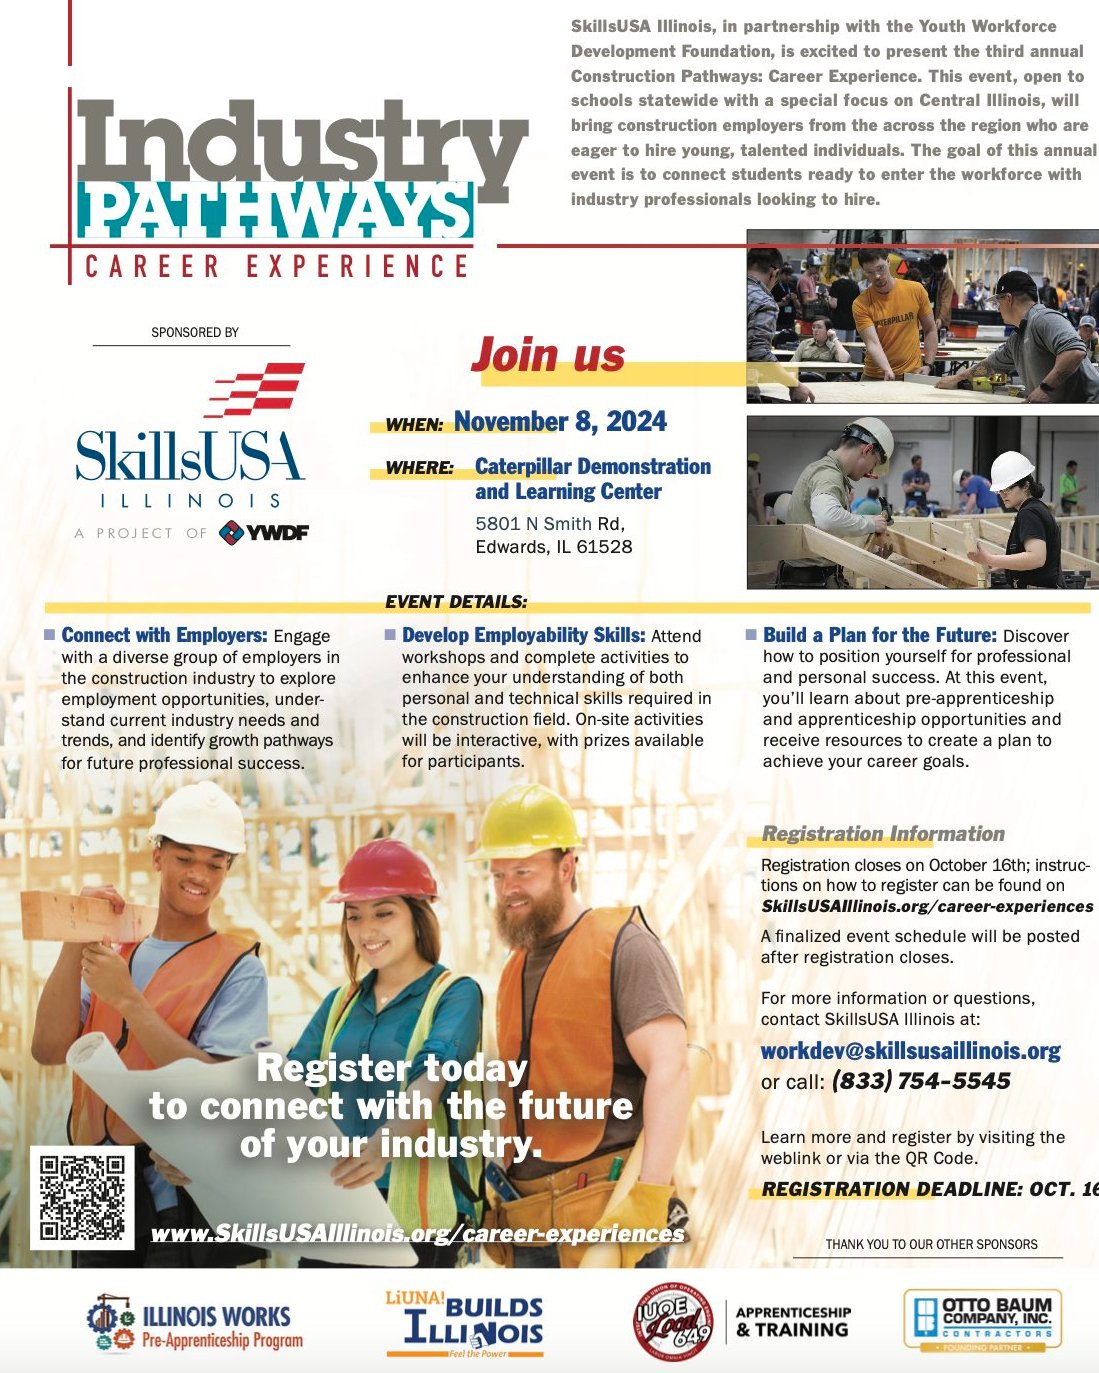 SkillsUSA Illinois, in partnership with the Youth Workforce
Development Foundation, is excited to present the third annual
Construction Pathways: Career Experience. This event, open to
schools statewide with a special focus on Central Illinois, will
bring construction employers from the across the region who are
eager to hire young, talented individuals. The goal of this annual
event is to connect students ready to enter the workforce with
industry professionals looking to hire.
Industry
PATHWAYS
CAREER EXPERIENCE
SPONSORED BY
SkillsUSA
ILLINOIS
A PROJECT OF YWDF
Join us
WHEN: November 8, 2024
WHERE: Caterpillar Demonstration
and Learning Center
5801 N Smith Rd,
Edwards, IL 61528
CATERPILLAR
EVENT DETAILS:
Connect with Employers: Engage
with a diverse group of employers in
the construction industry to explore
employment opportunities, under-
stand current industry needs and
trends, and identify growth pathways
for future professional success.
Develop Employability Skills: Attend
workshops and complete activities to
enhance your understanding of both
personal and technical skills required in
the construction field. On-site activities
will be interactive, with prizes available
for participants.
Build a Plan for the Future: Discover
how to position yourself for professional
and personal success. At this event,
you'll learn about pre-apprenticeship
and apprenticeship opportunities and
receive resources to create a plan to
achieve your career goals.
Registration Information
Registration closes on October 16th; instruc-
tions on how to register can be found on
SkillsUSAIllinois.org/career-experiences
A finalized event schedule will be posted
after registration closes.
For more information or questions,
contact SkillsUSA Illinois at:
workdev@skillsusaillinois.org
or call: (833) 754-5545
Learn more and register by visiting the
weblink or via the QR Code.
REGISTRATION DEADLINE: OCT. 16
Register today
to connect with the future
of your industry.
www.SkillsUSAIllinois.org/career-experiences
THANK YOU TO OUR OTHER SPONSORS
ILLINOIS WORKS
Pre-Apprenticeship Program
LiUNA!
BUILDS
ILLINOIS
Feel the Power
IUOE
Local
649
APPRENTICESHIP
& TRAINING
OTTO BAUM
COMPANY, INC.
CONTRACTORS
FOUNDING PARTNER